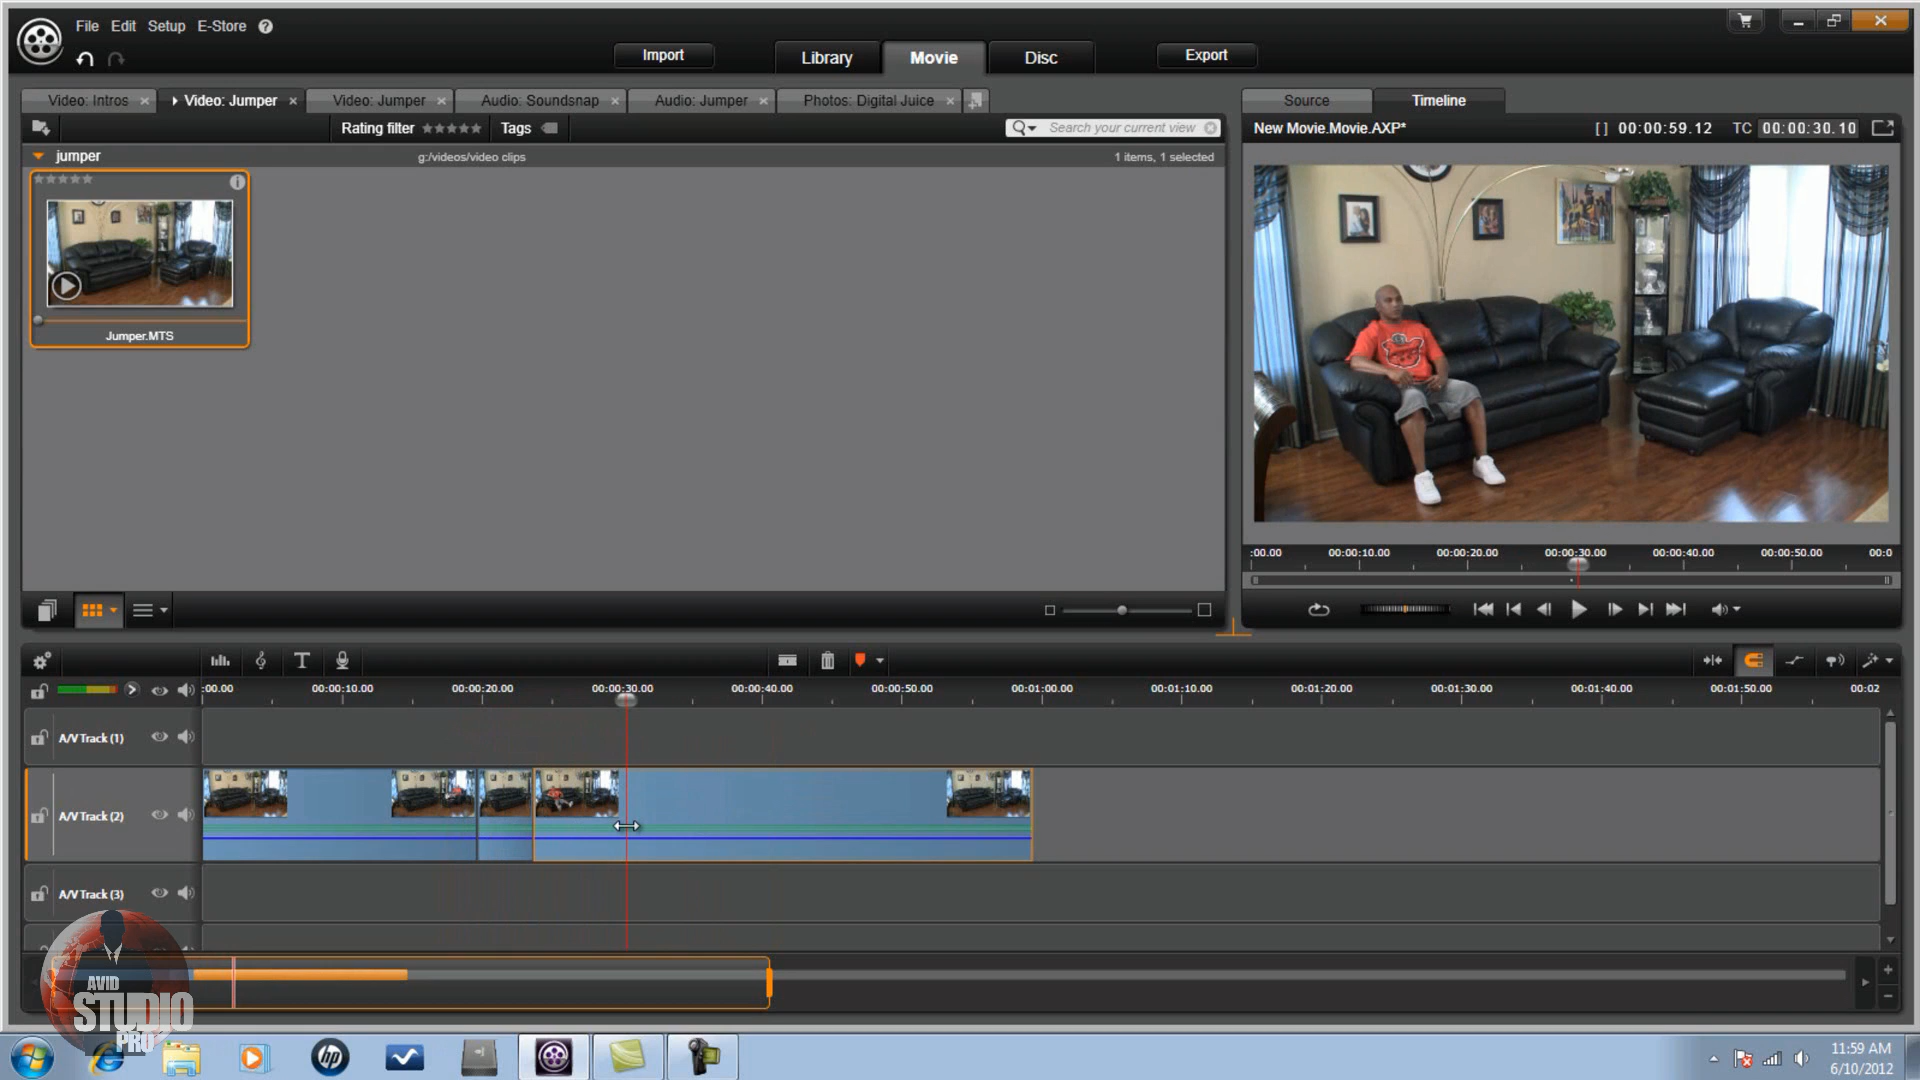 File Edit Setup E-Store ?
Import Library Movie Disc Export
Video: Intros Video: Jumper Video: Jumper Audio: Soundsnap Audio: Jumper Photos: Digital Juice
Source Timeline
Rating filter Tags Search your current view
New Movie.Movie.AXP* [ ] 00:00:59.12 TC 00:00:30.10
jumper g:/videos/video clips 1 items, 1 selected
Jumper.MTS
:00.00 00:00:10.00 00:00:20.00 00:00:30.00 00:00:40.00 00:00:50.00 00:0
:00.00 00:00:10.00 00:00:20.00 00:00:30.00 00:00:40.00 00:00:50.00 00:01:00.00 00:01:10.00 00:01:20.00 00:01:30.00 00:01:40.00 00:01:50.00 00:02
A/V Track (1)
A/V Track (2)
A/V Track (3)
AVID
STUDIO
PRO
hp
11:59 AM
6/10/2012